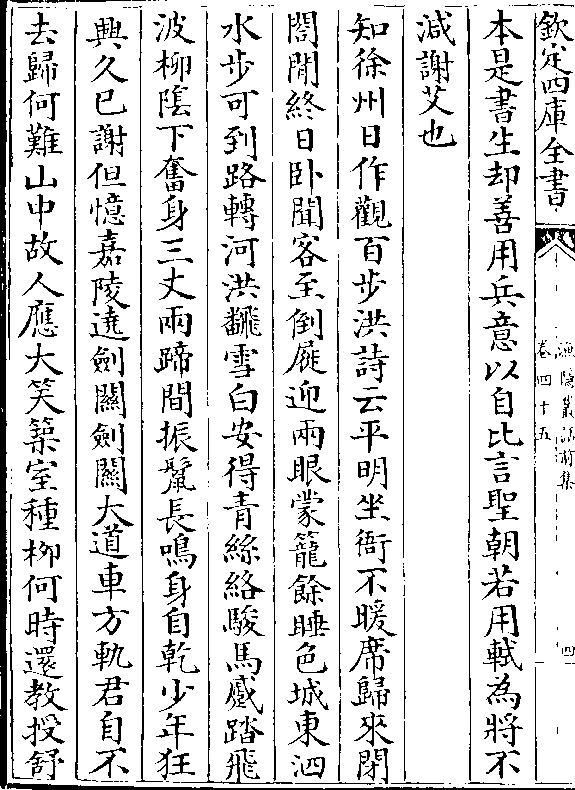 欽定四庫全書
漁隱叢話前集
卷四十五
四
本是書生却善用兵意以自比言聖朝若用軾為將不
減謝艾也
知徐州日作觀百步洪詩云平明坐衙不暖席歸來閉
閤閒終日卧聞客至倒屣迎兩眼蒙籠餘睡色城東泗
水步可到路轉河洪飜雪白安得青絲絡駿馬蹙踏飛
波柳陰下奮身三丈兩蹄間振鬣長鳴身自乾少年狂
興久已謝但憶嘉陵遶劍關劍關大道車方軌君自不
去歸何難山中故人應大笑築室種柳何時還教授舒